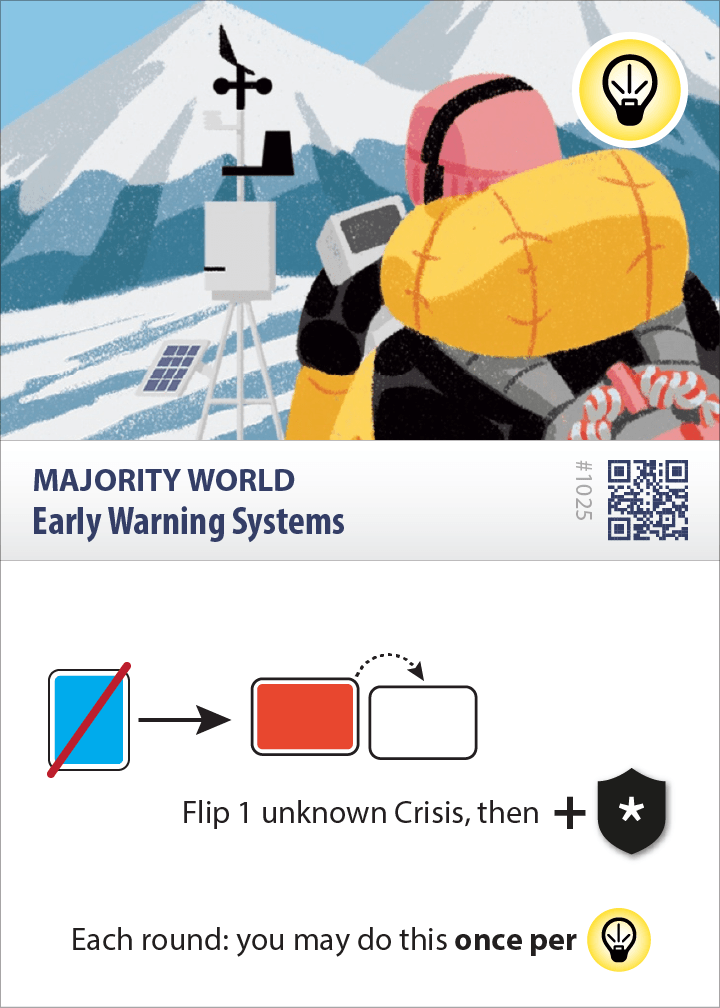 MAJORITY WORLD
Early Warning Systems
#1025
Flip 1 unknown Crisis, then + *
Each round: you may do this once per